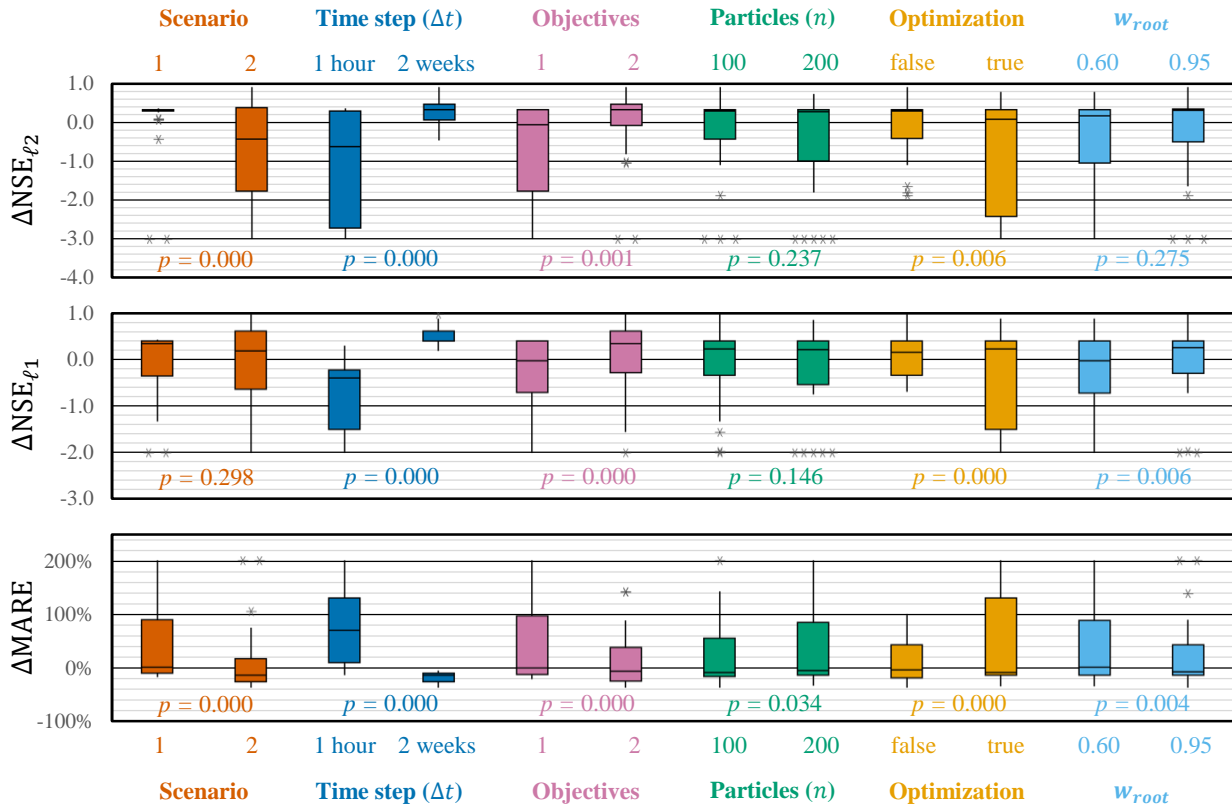 Scenario Time step (Δt) Objectives Particles (n) Optimization w_root
1 2 1 hour 2 weeks 1 2 100 200 false true 0.60 0.95
ΔNSE_ℓ2
1.0
0.0
-1.0
-2.0
-3.0
-4.0
p = 0.000 p = 0.000 p = 0.001 p = 0.237 p = 0.006 p = 0.275
ΔNSE_ℓ1
1.0
0.0
-1.0
-2.0
-3.0
p = 0.298 p = 0.000 p = 0.000 p = 0.146 p = 0.000 p = 0.006
ΔMARE
200%
100%
0%
-100%
p = 0.000 p = 0.000 p = 0.000 p = 0.034 p = 0.000 p = 0.004
1 2 1 hour 2 weeks 1 2 100 200 false true 0.60 0.95
Scenario Time step (Δt) Objectives Particles (n) Optimization w_root